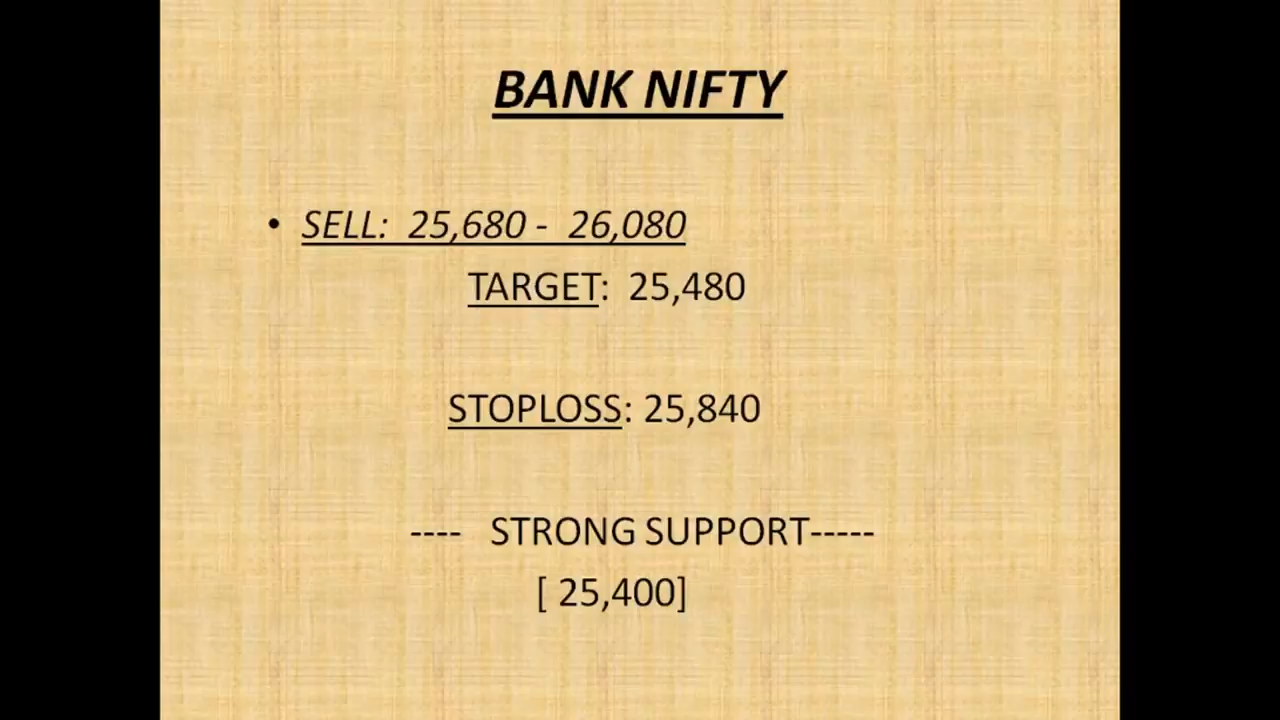 BANK NIFTY
• SELL: 25,680 - 26,080
TARGET: 25,480
STOPLOSS: 25,840
---- STRONG SUPPORT-----
[ 25,400]